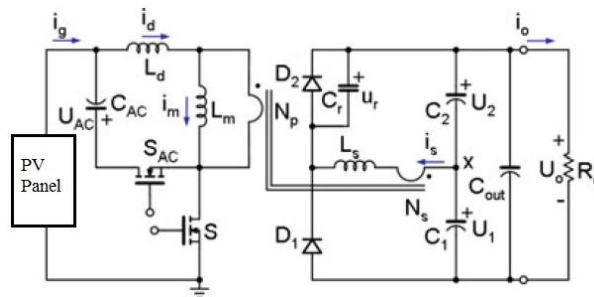 i_g
i_d
i_o
L_d
D_2
C_r
u_r
C_AC
U_AC
i_m
L_m
N_p
C_2
U_2
S_AC
L_s
i_s
x
PV
Panel
C_out
U_o
R
S
N_s
D_1
C_1
U_1